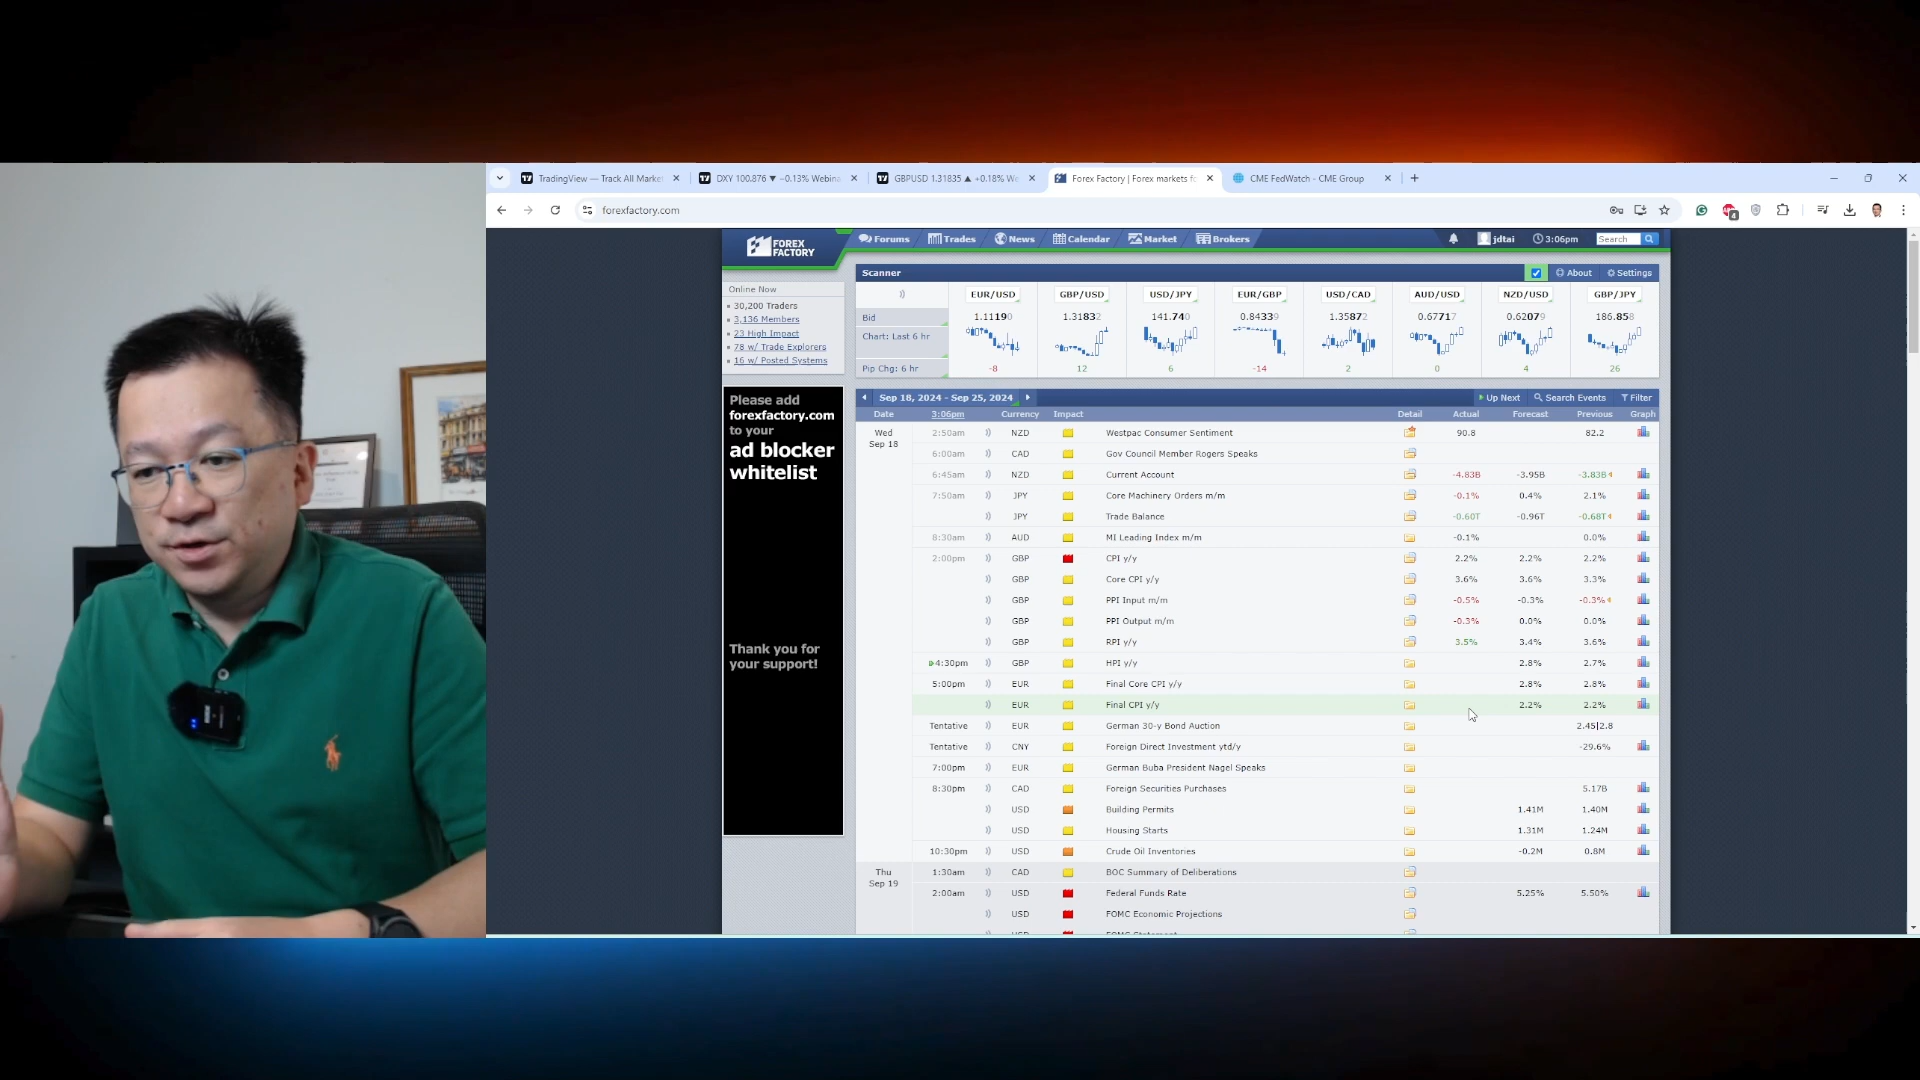 TradingView — Track All Market
DXY 100.876 ▼ −0.13% Webina
GBPUSD 1.31835 ▲ +0.18% We
Forex Factory | Forex markets fo
CME FedWatch - CME Group
forexfactory.com
4
FOREX FACTORY
Forums Trades News Calendar Market Brokers
jdtai 3:06pm Search
Online Now
30,200 Traders
3,136 Members
23 High Impact
78 w/ Trade Explorers
16 w/ Posted Systems
Please add
forexfactory.com
to your
ad blocker
whitelist
Thank you for
your support!
Scanner About Settings
EUR/USD GBP/USD USD/JPY EUR/GBP USD/CAD AUD/USD NZD/USD GBP/JPY
Bid 1.11190 1.31832 141.740 0.84339 1.35872 0.67717 0.62079 186.858
Chart: Last 6 hr
Pip Chg: 6 hr -8 12 6 -14 2 0 4 26
Sep 18, 2024 - Sep 25, 2024 Up Next Search Events Filter
Date 3:06pm Currency Impact Detail Actual Forecast Previous Graph
Wed Sep 18 2:50am NZD Westpac Consumer Sentiment 90.8 82.2
6:00am CAD Gov Council Member Rogers Speaks
6:45am NZD Current Account -4.83B -3.95B -3.83B
7:50am JPY Core Machinery Orders m/m -0.1% 0.4% 2.1%
JPY Trade Balance -0.60T -0.96T -0.68T
8:30am AUD MI Leading Index m/m -0.1% 0.0%
2:00pm GBP CPI y/y 2.2% 2.2% 2.2%
GBP Core CPI y/y 3.6% 3.6% 3.3%
GBP PPI Input m/m -0.5% -0.3% -0.3%
GBP PPI Output m/m -0.3% 0.0% 0.0%
GBP RPI y/y 3.5% 3.4% 3.6%
4:30pm GBP HPI y/y 2.8% 2.7%
5:00pm EUR Final Core CPI y/y 2.8% 2.8%
EUR Final CPI y/y 2.2% 2.2%
Tentative EUR German 30-y Bond Auction 2.45|2.8
Tentative CNY Foreign Direct Investment ytd/y -29.6%
7:00pm EUR German Buba President Nagel Speaks
8:30pm CAD Foreign Securities Purchases 5.17B
USD Building Permits 1.41M 1.40M
USD Housing Starts 1.31M 1.24M
10:30pm USD Crude Oil Inventories -0.2M 0.8M
Thu Sep 19 1:30am CAD BOC Summary of Deliberations
2:00am USD Federal Funds Rate 5.25% 5.50%
USD FOMC Economic Projections
USD FOMC Statement